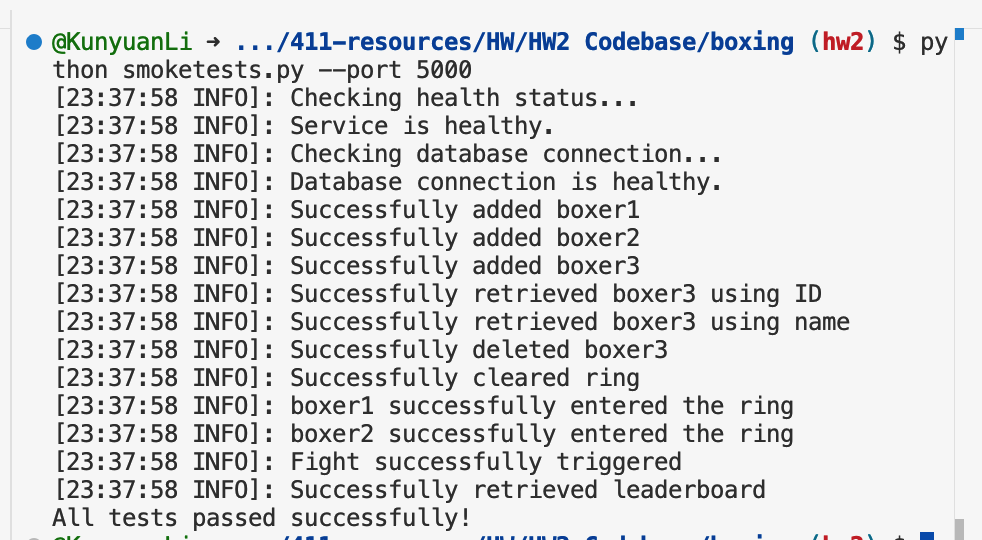 @KunyuanLi → .../411-resources/HW/HW2 Codebase/boxing (hw2) $ py
thon smoketests.py --port 5000
[23:37:58 INFO]: Checking health status...
[23:37:58 INFO]: Service is healthy.
[23:37:58 INFO]: Checking database connection...
[23:37:58 INFO]: Database connection is healthy.
[23:37:58 INFO]: Successfully added boxer1
[23:37:58 INFO]: Successfully added boxer2
[23:37:58 INFO]: Successfully added boxer3
[23:37:58 INFO]: Successfully retrieved boxer3 using ID
[23:37:58 INFO]: Successfully retrieved boxer3 using name
[23:37:58 INFO]: Successfully deleted boxer3
[23:37:58 INFO]: Successfully cleared ring
[23:37:58 INFO]: boxer1 successfully entered the ring
[23:37:58 INFO]: boxer2 successfully entered the ring
[23:37:58 INFO]: Fight successfully triggered
[23:37:58 INFO]: Successfully retrieved leaderboard
All tests passed successfully!